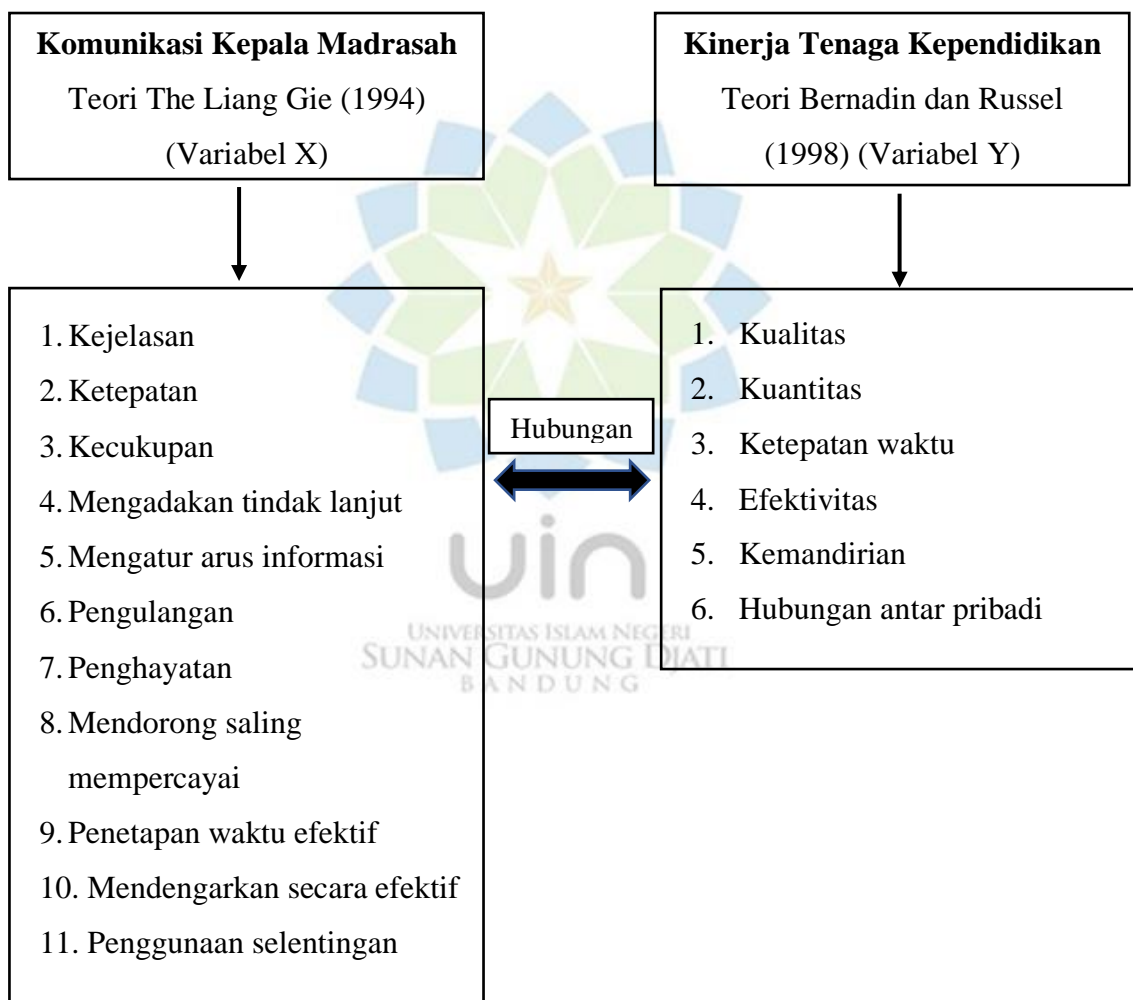 Komunikasi Kepala Madrasah
Teori The Liang Gie (1994)
(Variabel X)
Kinerja Tenaga Kependidikan
Teori Bernadin dan Russel
(1998) (Variabel Y)
1. Kejelasan
2. Ketepatan
3. Kecukupan
4. Mengadakan tindak lanjut
5. Mengatur arus informasi
6. Pengulangan
7. Penghayatan
8. Mendorong saling
mempercayai
9. Penetapan waktu efektif
10. Mendengarkan secara efektif
11. Penggunaan selentingan
Hubungan
1. Kualitas
2. Kuantitas
3. Ketepatan waktu
4. Efektivitas
5. Kemandirian
6. Hubungan antar pribadi
uin
UNIVERSITAS ISLAM NEGERI
SUNAN GUNUNG DJATI
BANDUNG